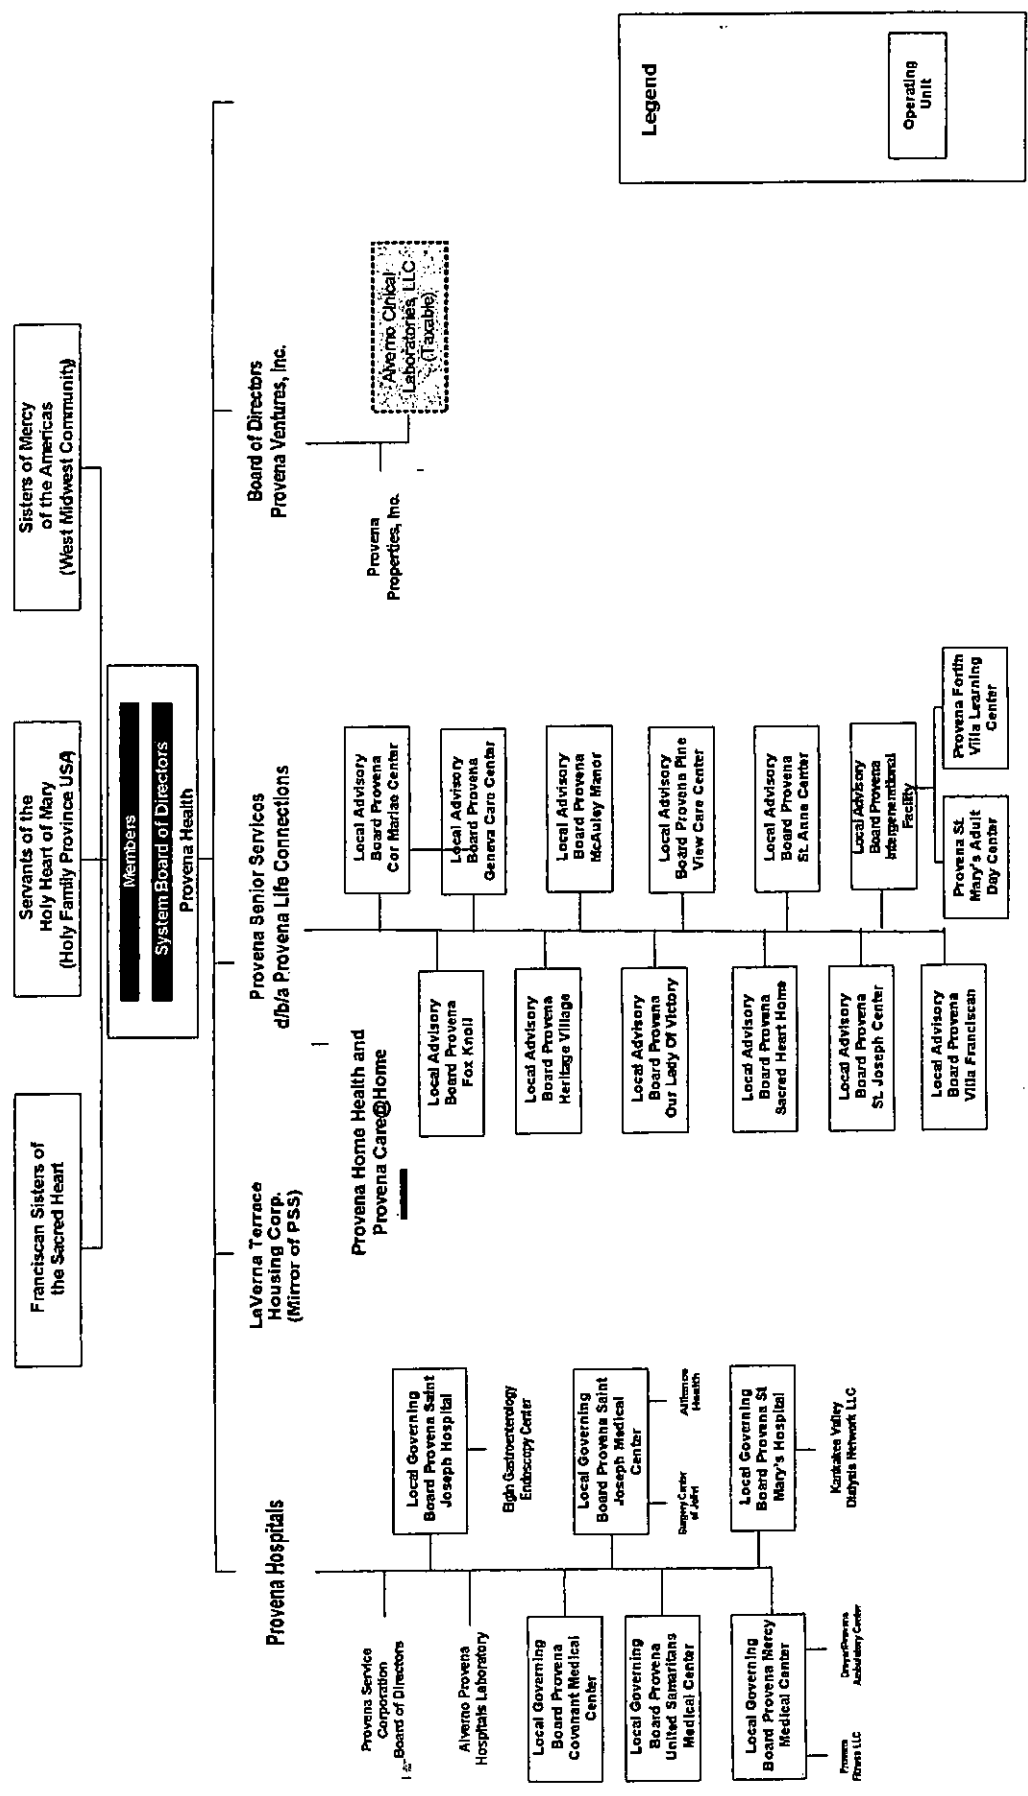 Franciscan Sisters of
the Sacred Heart
Servants of the
Holy Heart of Mary
(Holy Family Province USA)
Sisters of Mercy
of the Americas
(West Midwest Community)
Members
System Board of Directors
Provena Health
Provena Hospitals
LaVerna Terrace
Housing Corp.
(Mirror of PSS)
Provena Senior Services
d/b/a Provena Life Connections
Board of Directors
Provena Ventures, Inc.
Provena Service
Corporation
Board of Directors
Alverno Provena
Hospitals Laboratory
Local Governing
Board Provena
Covenant Medical
Center
Local Governing
Board Provena
United Samaritans
Medical Center
Local Governing
Board Provena Mercy
Medical Center
Provena
Fitness LLC
Ambulatory Center
Local Governing
Board Provena Saint
Joseph Hospital
Elgin Gastroenterology
Endoscopy Center
Local Governing
Board Provena Saint
Joseph Medical
Center
Surgery Center
of Joliet
Alliance
Health
Local Governing
Board Provena St
Mary's Hospital
Kankakee Valley
Dialysis Network LLC
Provena Home Health and
Provena Care@Home
Local Advisory
Board Provena
Fox Knoll
Local Advisory
Board Provena
Heritage Village
Local Advisory
Board Provena
Our Lady Of Victory
Local Advisory
Board Provena
Sacred Heart Home
Local Advisory
Board Provena
St. Joseph Center
Local Advisory
Board Provena
Villa Franciscan
Local Advisory
Board Provena
Cor Mariae Center
Local Advisory
Board Provena
Geneva Care Center
Local Advisory
Board Provena
McAuley Manor
Local Advisory
Board Provena Pine
View Care Center
Local Advisory
Board Provena
St. Anne Center
Local Advisory
Board Provena
Intergenerational
Facility
Provena St
Mary's Adult
Day Center
Provena Fortin
Villa Learning
Center
Provena
Properties, Inc.
Alverno Clinical
Laboratories, LLC
(Taxable)
Legend
Operating
Unit